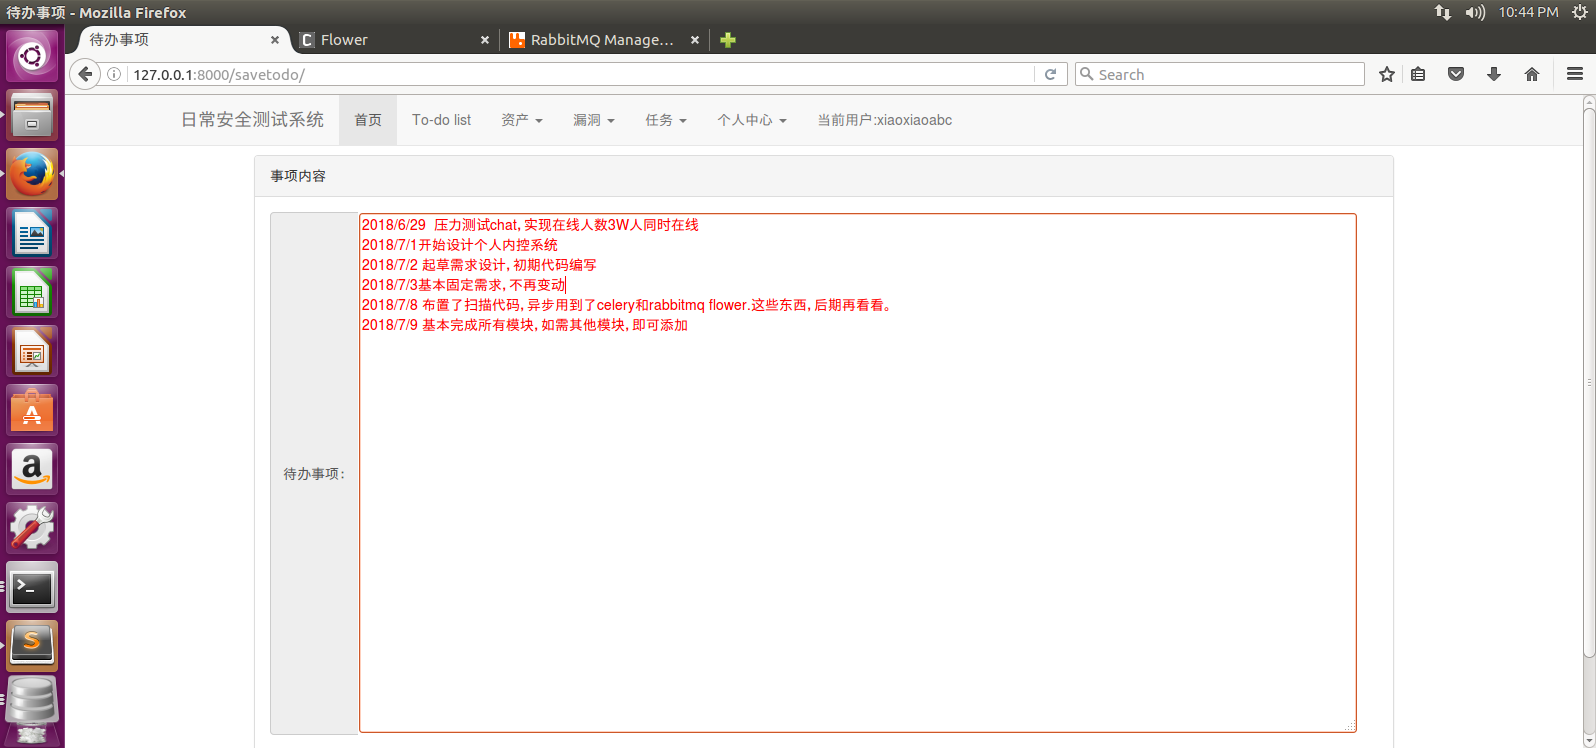 待办事项 - Mozilla Firefox
10:44 PM
待办事项
Flower
RabbitMQ Manage...
127.0.0.1:8000/savetodo/
Search
日常安全测试系统
首页
To-do list
资产
漏洞
任务
个人中心
当前用户:xiaoxiaoabc
事项内容
待办事项：
2018/6/29  压力测试chat,实现在线人数3W人同时在线
2018/7/1开始设计个人内控系统
2018/7/2 起草需求设计,初期代码编写
2018/7/3基本固定需求,不再变动
2018/7/8 布置了扫描代码,异步用到了celery和rabbitmq flower.这些东西,后期再看看。
2018/7/9 基本完成所有模块,如需其他模块,即可添加